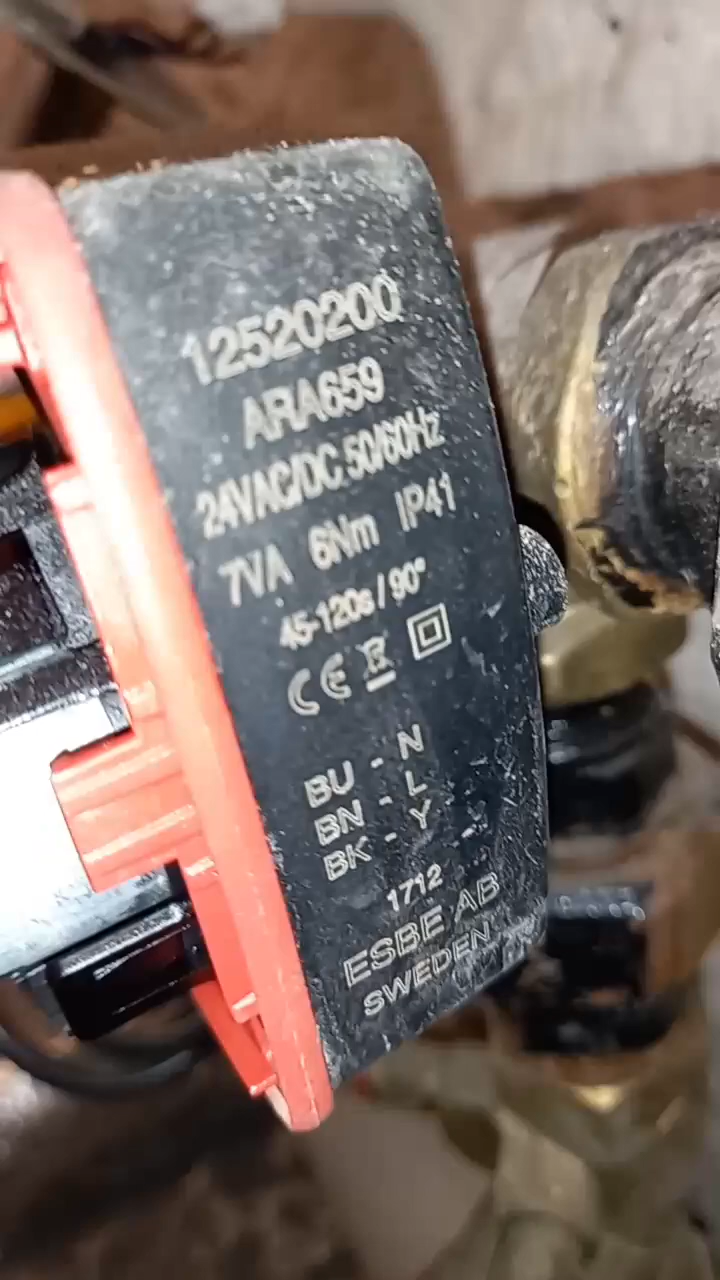 12520200
ARA659
24VAC/DC 50/60Hz
7VA 6Nm IP41
45-120s / 90°
CE
BU - N
BN - L
BK - Y
1712
ESBE AB
SWEDEN